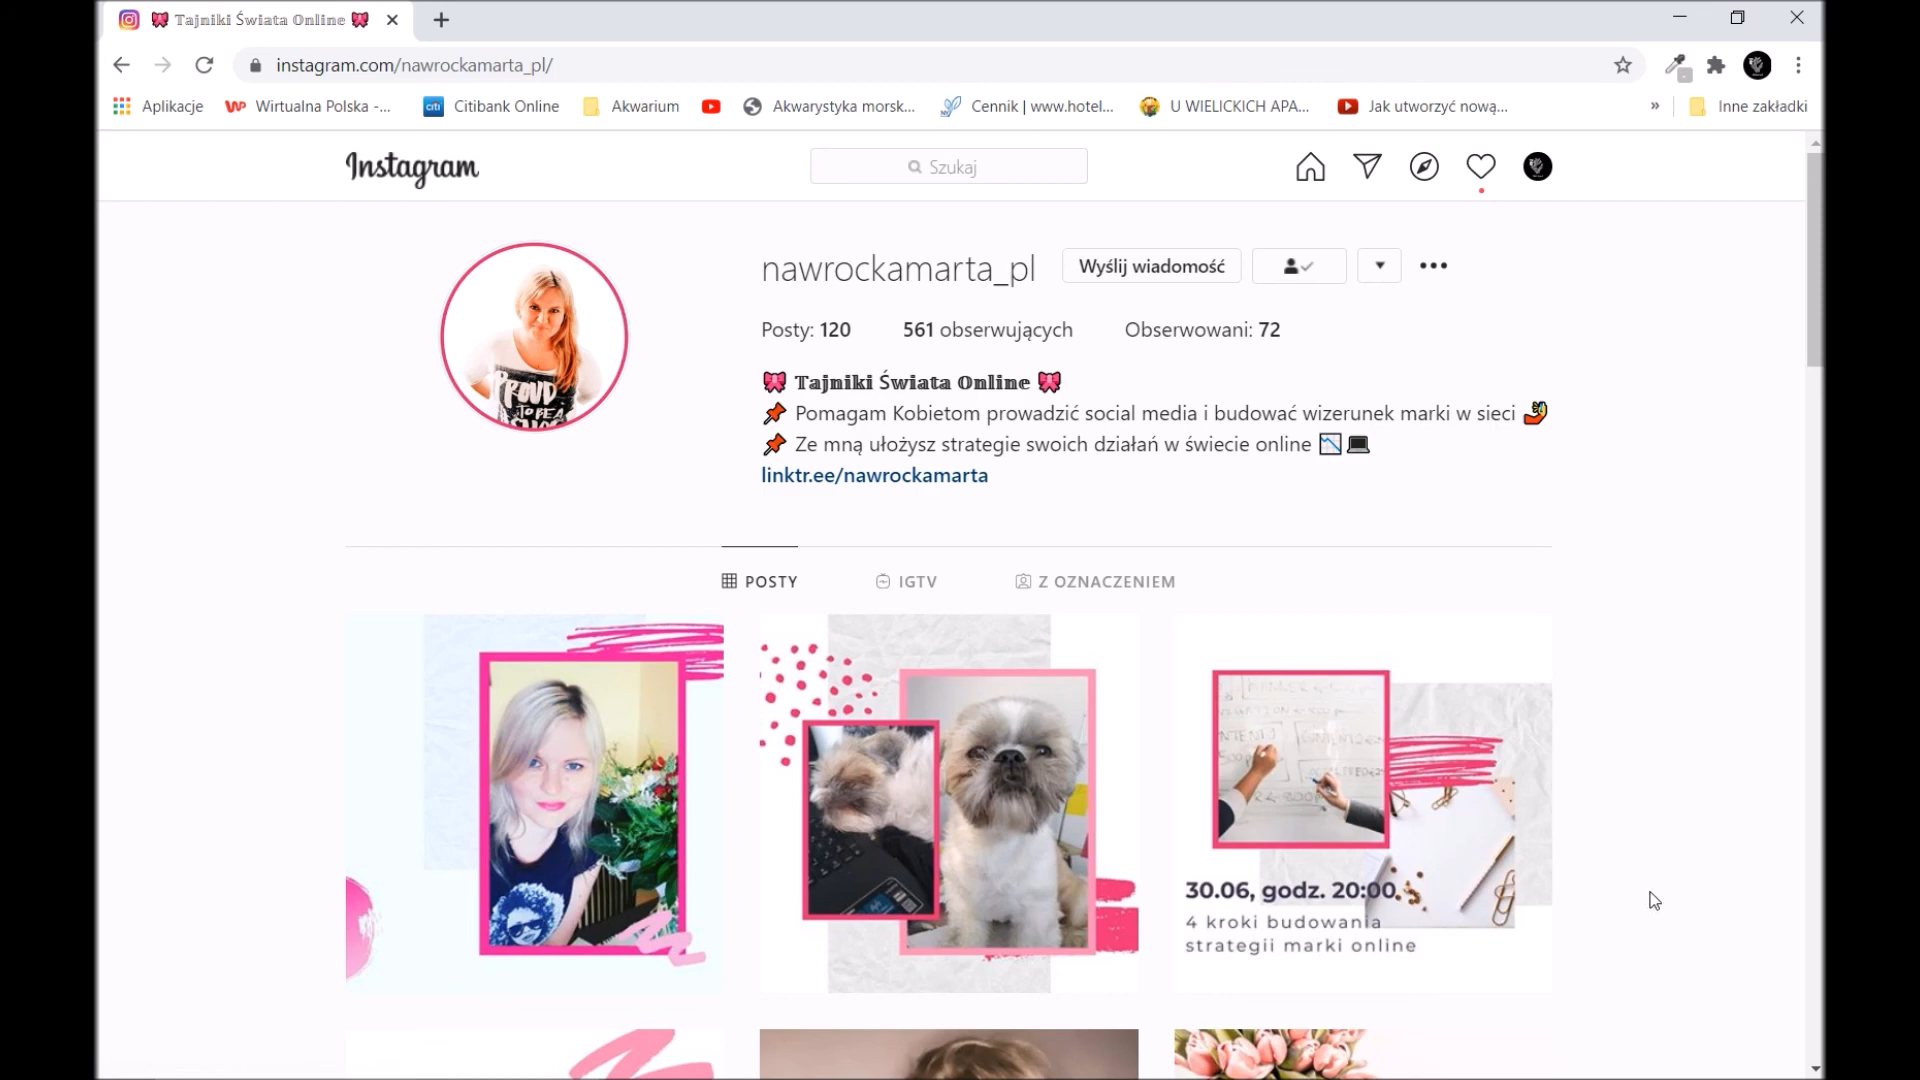 🎀 Tajniki Świata Online 🎀
instagram.com/nawrockamarta_pl/
Aplikacje
Wirtualna Polska -...
Citibank Online
Akwarium
Akwarystyka morsk...
Cennik | www.hotel...
U WIELICKICH APA...
Jak utworzyć nową...
»
Inne zakładki
Instagram
Szukaj
nawrockamarta_pl
Wyślij wiadomość
Posty: 120
561 obserwujących
Obserwowani: 72
🎀 Tajniki Świata Online 🎀
📌 Pomagam Kobietom prowadzić social media i budować wizerunek marki w sieci 🤳
📌 Ze mną ułożysz strategie swoich działań w świecie online 📉💻
linktr.ee/nawrockamarta
POSTY
IGTV
Z OZNACZENIEM
PROUD
TO BE A
30.06, godz. 20:00
4 kroki budowania
strategii marki online